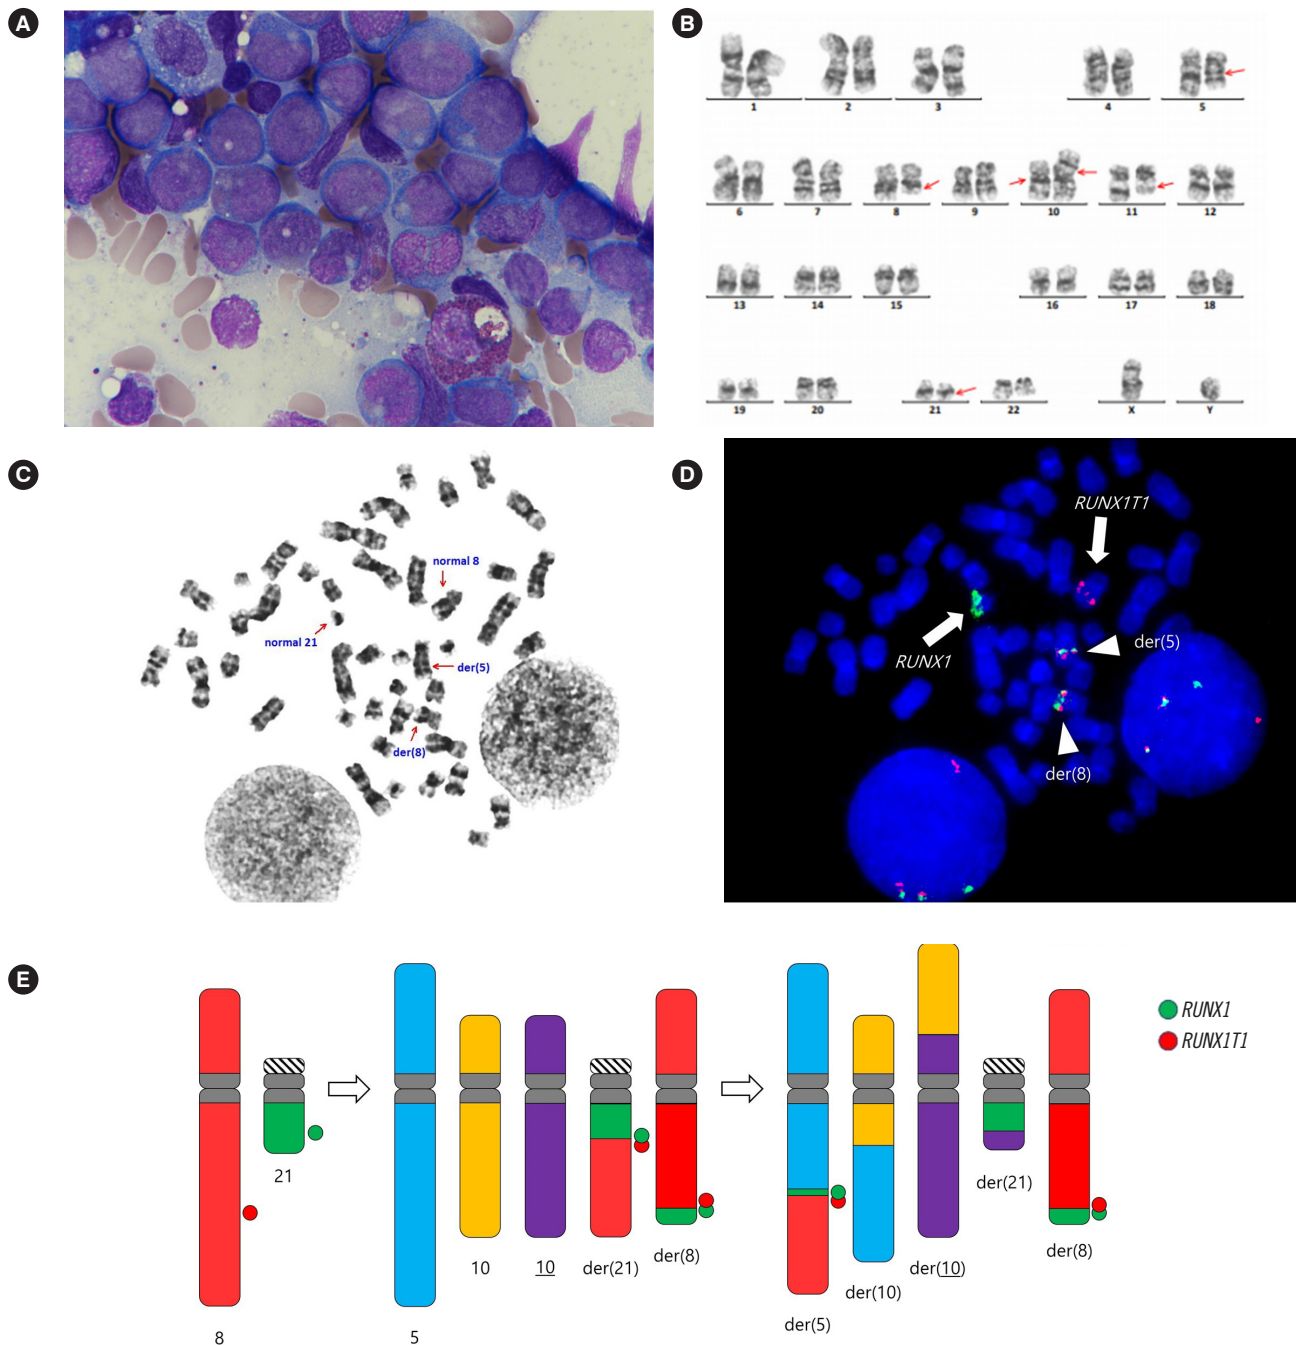 A
B
1 2 3 4 5
6 7 8 9 10 11 12
13 14 15 16 17 18
19 20 21 22 X Y
C
normal 8
normal 21
der(5)
der(8)
D
RUNX1T1
RUNX1
der(5)
der(8)
E
RUNX1
RUNX1T1
8
21
5
10
10
der(21)
der(8)
der(5)
der(10)
der(10)
der(21)
der(8)